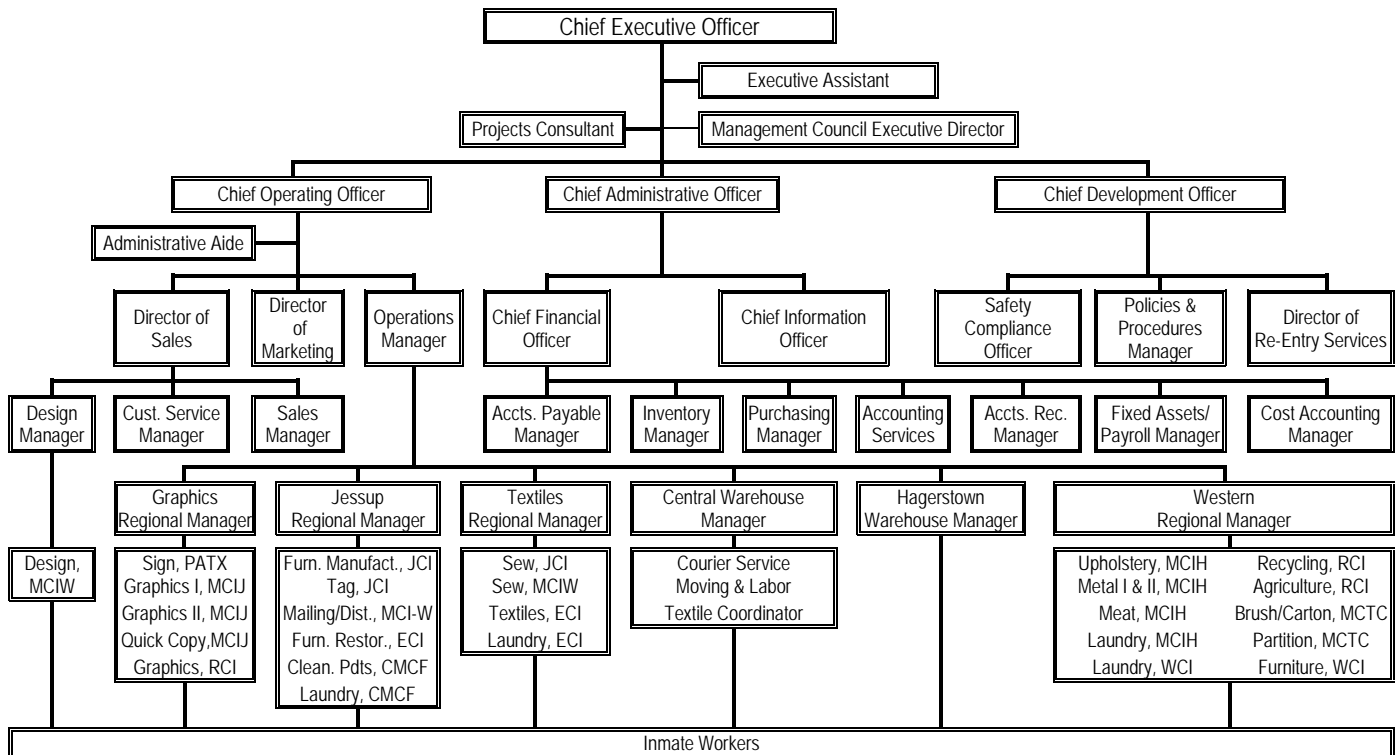 Chief Executive Officer
Executive Assistant
Projects Consultant
Management Council Executive Director
Chief Operating Officer
Chief Administrative Officer
Chief Development Officer
Administrative Aide
Director of
Sales
Director
of
Marketing
Operations
Manager
Chief Financial
Officer
Chief Information
Officer
Safety
Compliance
Officer
Policies &
Procedures
Manager
Director of
Re-Entry Services
Design
Manager
Cust. Service
Manager
Sales
Manager
Accts. Payable
Manager
Inventory
Manager
Purchasing
Manager
Accounting
Services
Accts. Rec.
Manager
Fixed Assets/
Payroll Manager
Cost Accounting
Manager
Graphics
Regional Manager
Jessup
Regional Manager
Textiles
Regional Manager
Central Warehouse
Manager
Hagerstown
Warehouse Manager
Western
Regional Manager
Design,
MCIW
Sign, PATX
Graphics I, MCIJ
Graphics II, MCIJ
Quick Copy,MCIJ
Graphics, RCI
Furn. Manufact., JCI
Tag, JCI
Mailing/Dist., MCI-W
Furn. Restor., ECI
Clean. Pdts, CMCF
Laundry, CMCF
Sew, JCI
Sew, MCIW
Textiles, ECI
Laundry, ECI
Courier Service
Moving & Labor
Textile Coordinator
Upholstery, MCIH
Metal I & II, MCIH
Meat, MCIH
Laundry, MCIH
Laundry, WCI
Recycling, RCI
Agriculture, RCI
Brush/Carton, MCTC
Partition, MCTC
Furniture, WCI
Inmate Workers